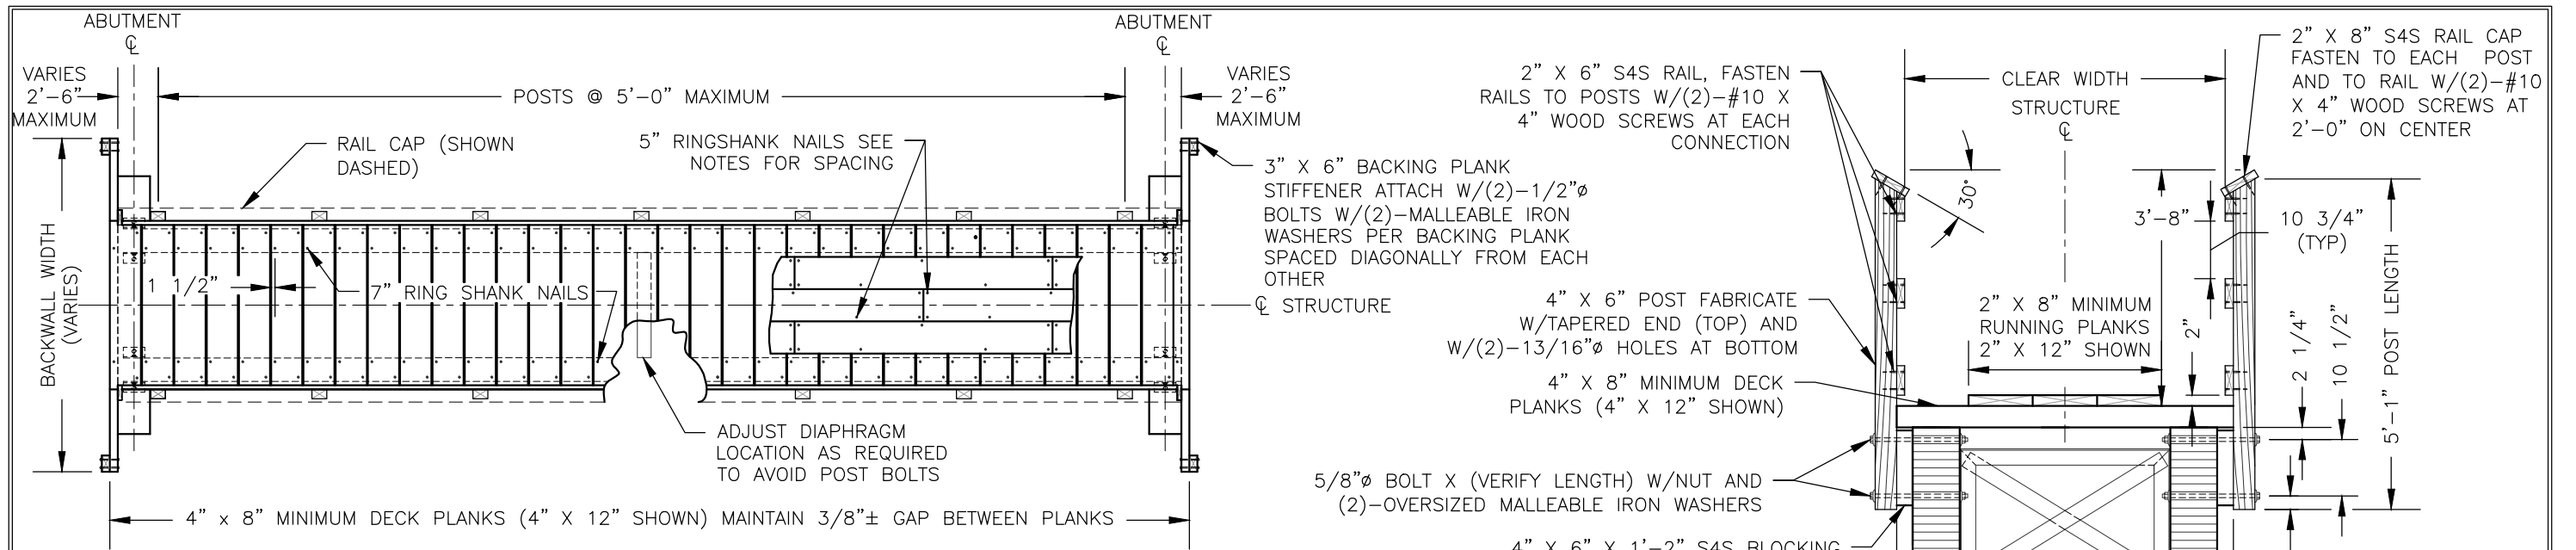 ABUTMENT
℄
VARIES
2'-6"
MAXIMUM
POSTS @ 5'-0" MAXIMUM
ABUTMENT
℄
VARIES
2'-6"
MAXIMUM
RAIL CAP (SHOWN
DASHED)
5" RINGSHANK NAILS SEE
NOTES FOR SPACING
3" X 6" BACKING PLANK
STIFFENER ATTACH W/(2)-1/2"ø
BOLTS W/(2)-MALLEABLE IRON
WASHERS PER BACKING PLANK
SPACED DIAGONALLY FROM EACH
OTHER
BACKWALL WIDTH
(VARIES)
1 1/2"
7" RING SHANK NAILS
℄ STRUCTURE
ADJUST DIAPHRAGM
LOCATION AS REQUIRED
TO AVOID POST BOLTS
4" x 8" MINIMUM DECK PLANKS (4" X 12" SHOWN) MAINTAIN 3/8"± GAP BETWEEN PLANKS
2" X 6" S4S RAIL, FASTEN
RAILS TO POSTS W/(2)-#10 X
4" WOOD SCREWS AT EACH
CONNECTION
CLEAR WIDTH
STRUCTURE
℄
2" X 8" S4S RAIL CAP
FASTEN TO EACH POST
AND TO RAIL W/(2)-#10
X 4" WOOD SCREWS AT
2'-0" ON CENTER
30°
3'-8"
10 3/4"
(TYP)
4" X 6" POST FABRICATE
W/TAPERED END (TOP) AND
W/(2)-13/16"ø HOLES AT BOTTOM
2" X 8" MINIMUM
RUNNING PLANKS
2" X 12" SHOWN
2"
2 1/4"
10 1/2"
5'-1" POST LENGTH
4" X 8" MINIMUM DECK
PLANKS (4" X 12" SHOWN)
5/8"ø BOLT X (VERIFY LENGTH) W/NUT AND
(2)-OVERSIZED MALLEABLE IRON WASHERS
4" X 6" X 1'-2" S4S BLOCKING